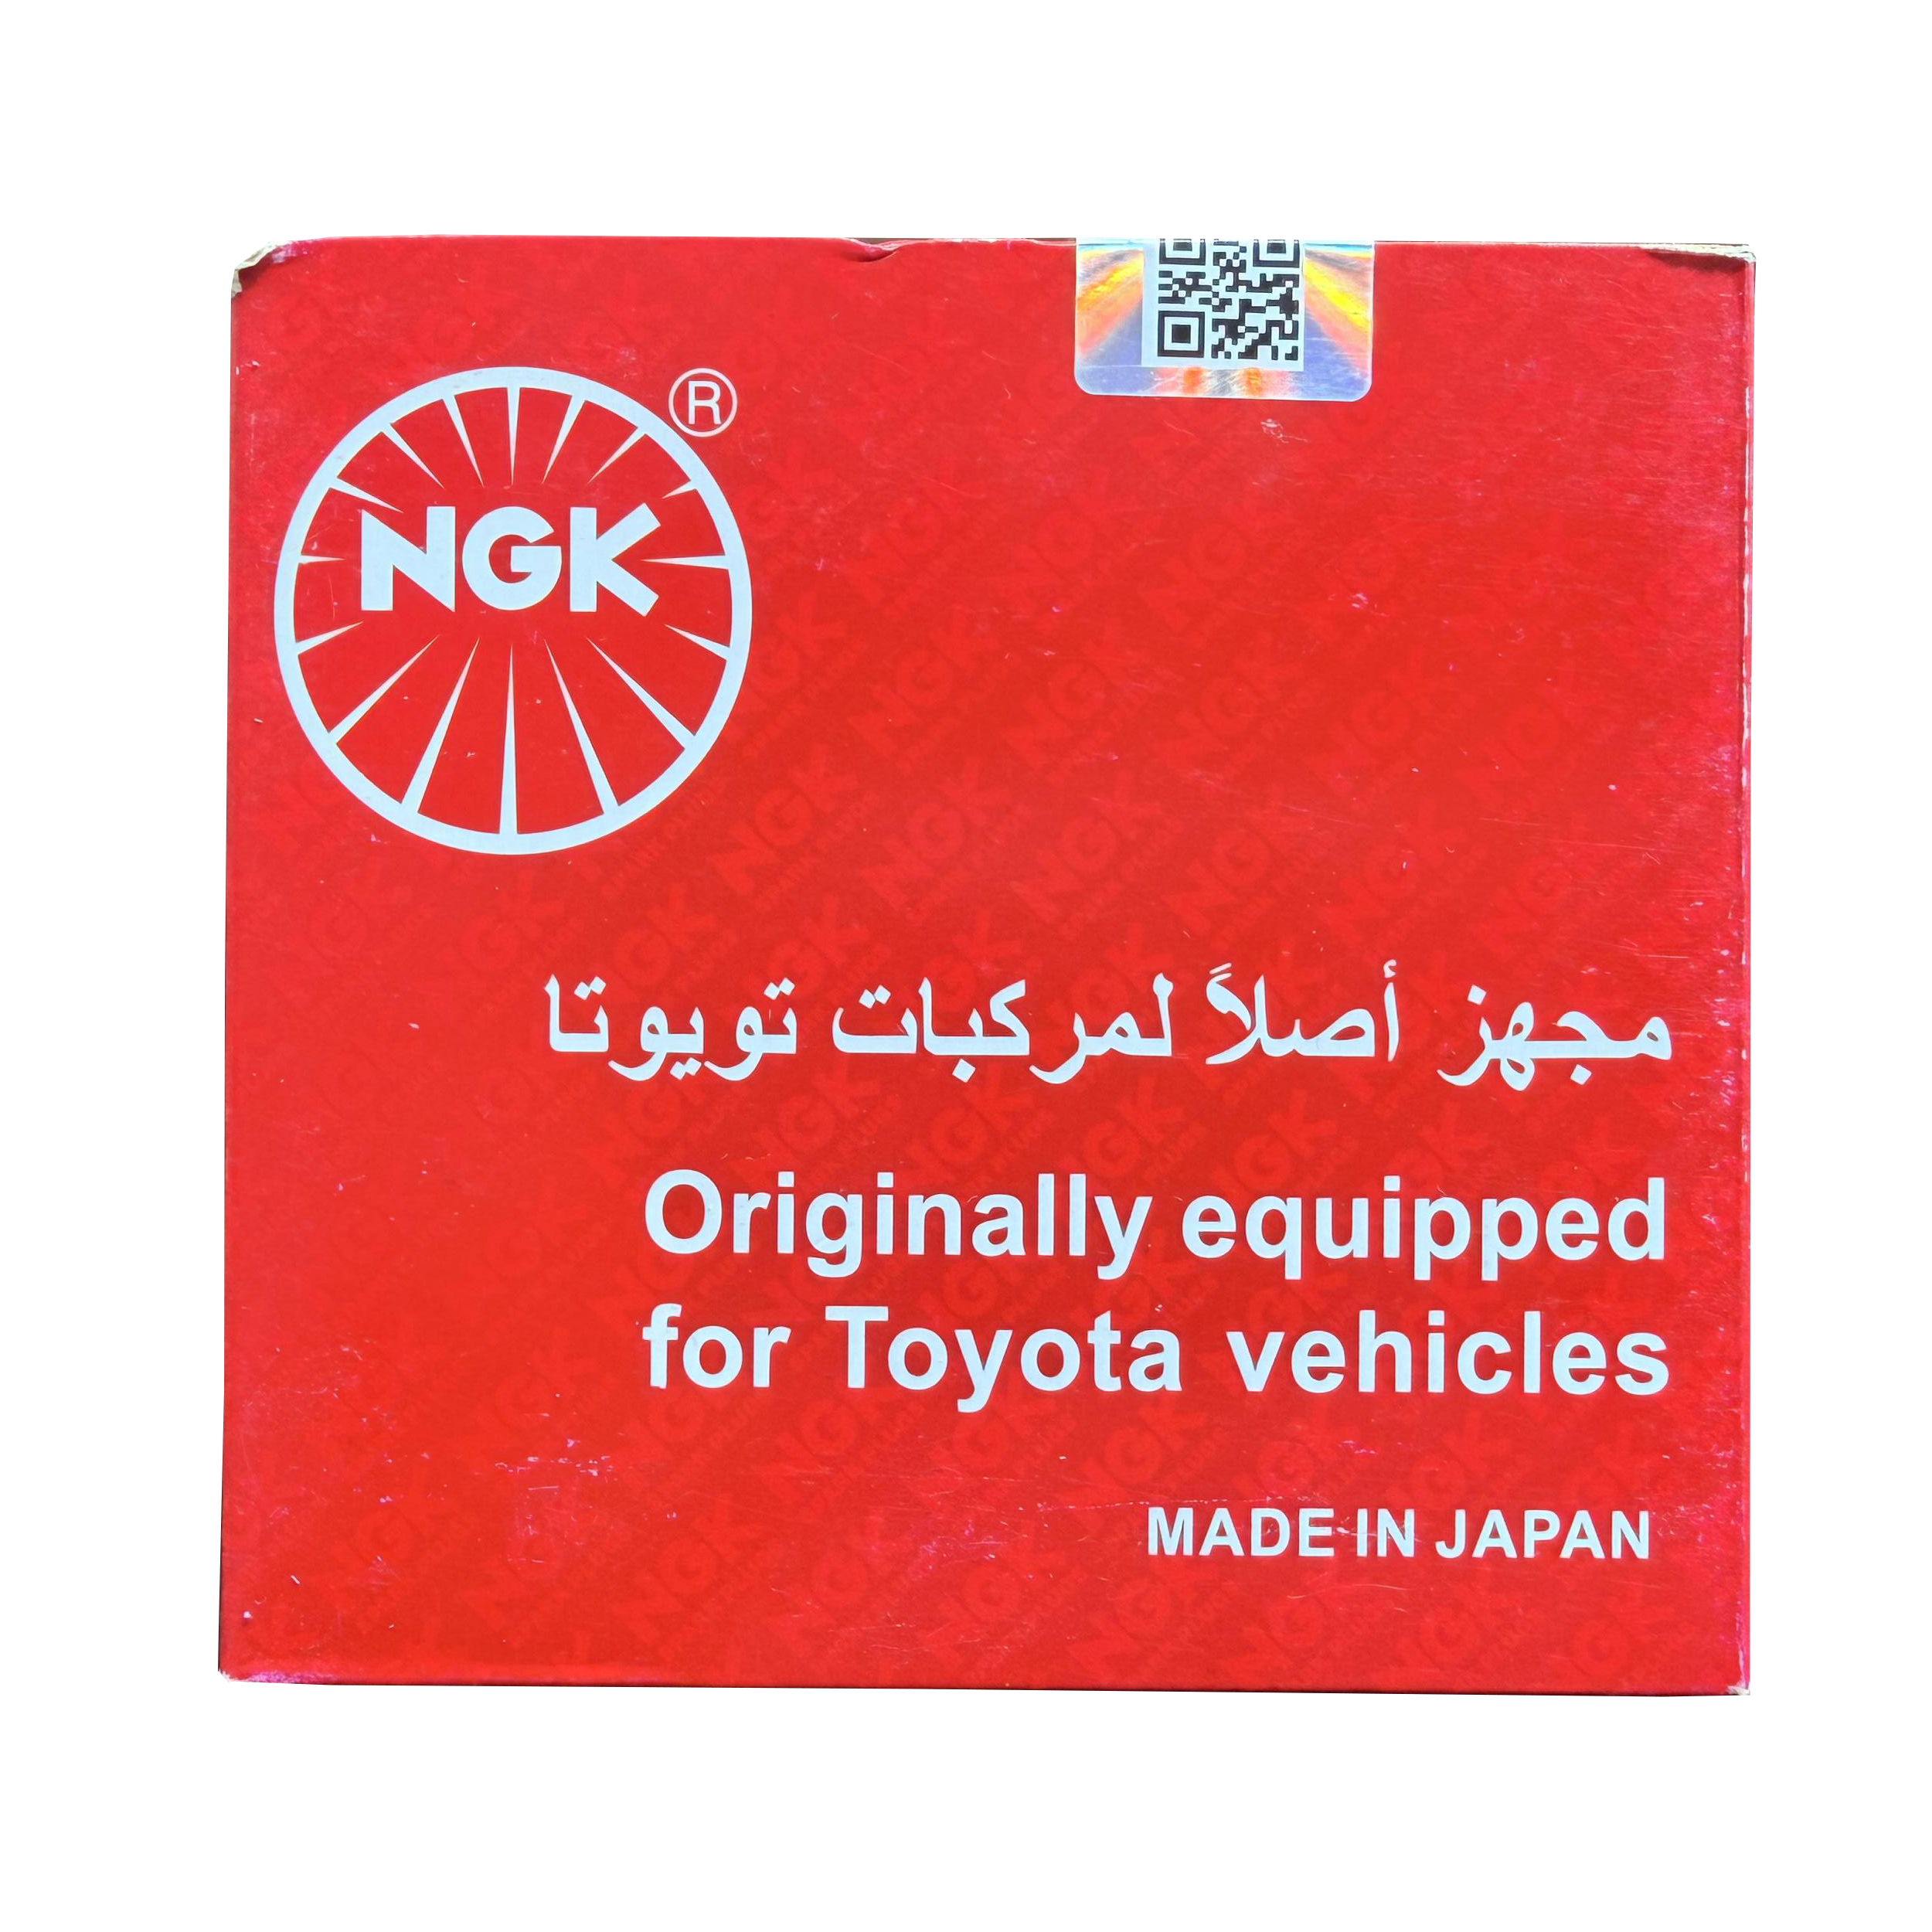 NGK ®
مجهز أصلاً لمركبات تويوتا
Originally equipped
for Toyota vehicles
MADE IN JAPAN